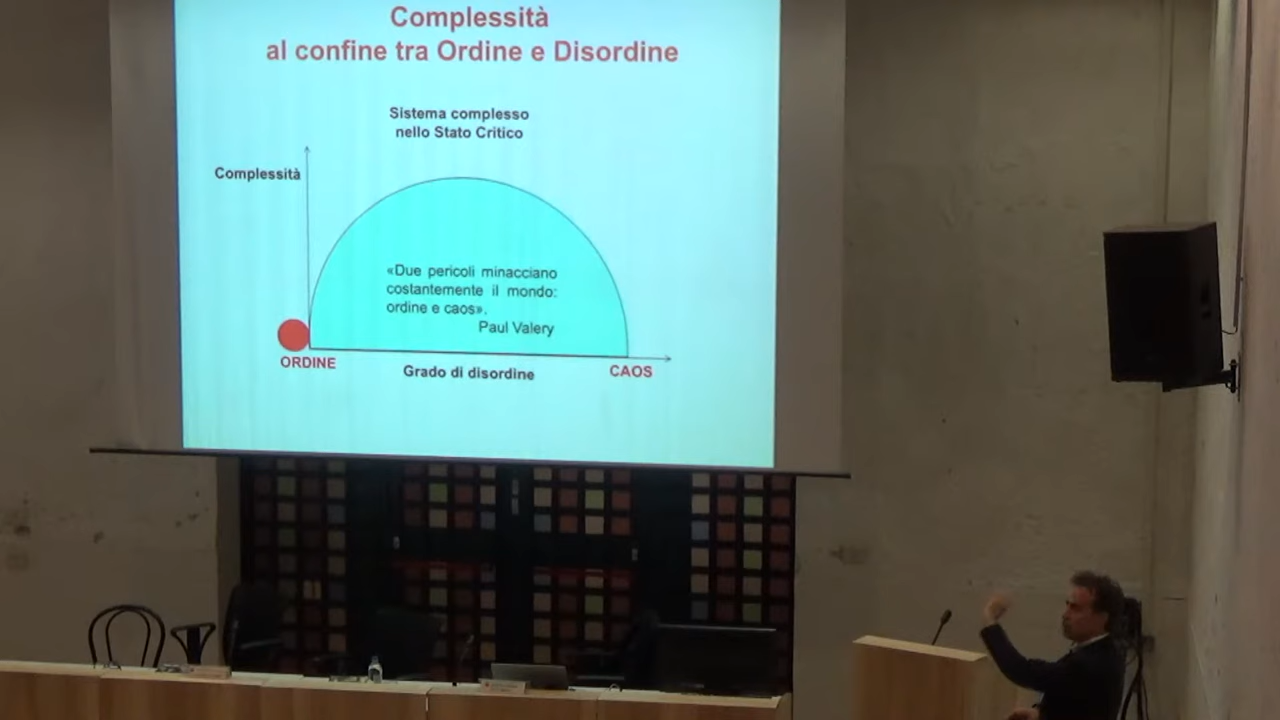 Complessità
al confine tra Ordine e Disordine
Sistema complesso
nello Stato Critico
Complessità
«Due pericoli minacciano
costantemente il mondo:
ordine e caos».
Paul Valery
ORDINE
Grado di disordine
CAOS